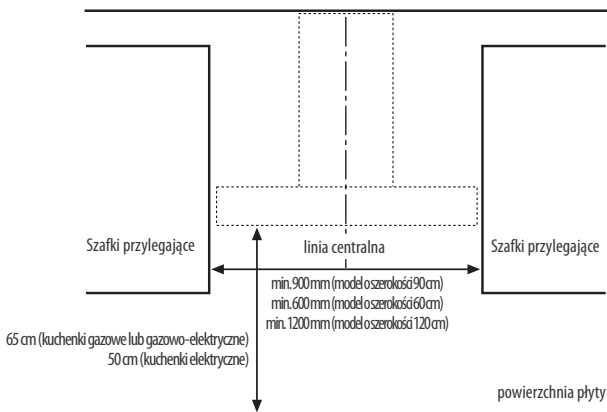 Szafki przylegające
linia centralna
Szafki przylegające
min. 900 mm (model o szerokości 90 cm)
min. 600 mm (model o szerokości 60 cm)
min. 1200 mm (model o szerokości 120 cm)
65 cm (kuchenki gazowe lub gazowo-elektryczne)
50 cm (kuchenki elektryczne)
powierzchnia płyty